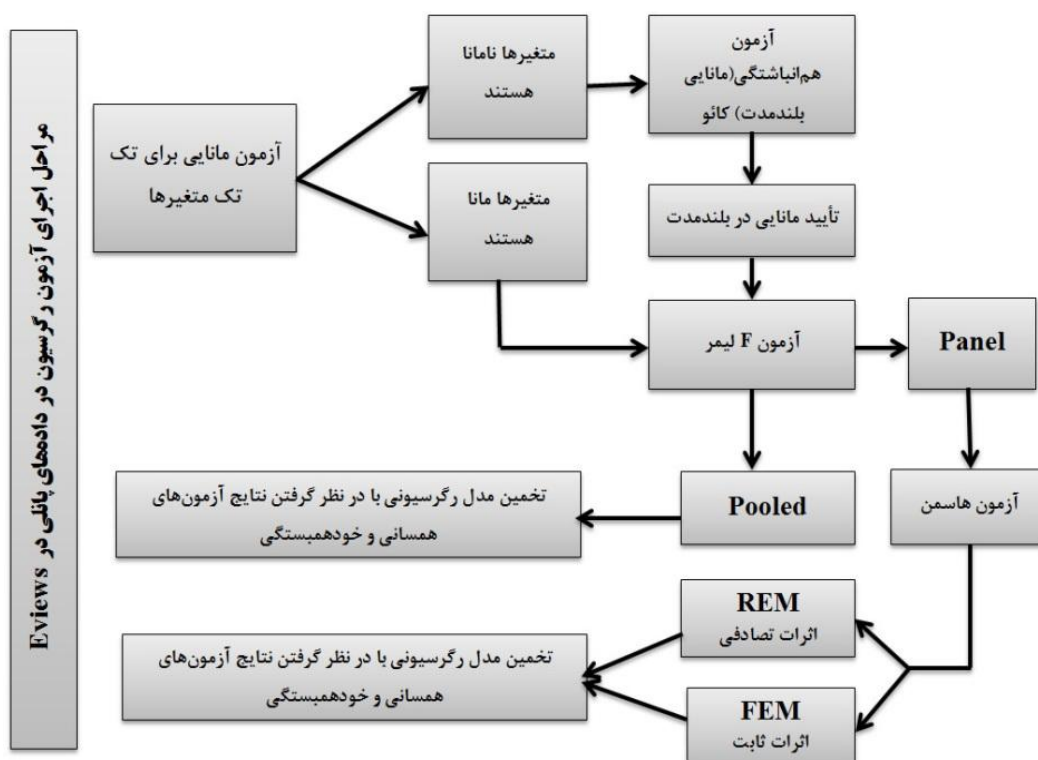 مراحل اجرای آزمون رگرسیون در داده‌های پانلی در Eviews
آزمون مانایی برای تک
تک متغیرها
متغیرها نامانا
هستند
آزمون
هم‌انباشتگی(مانایی
بلندمدت) کائو
متغیرها مانا
هستند
تأیید مانایی در بلندمدت
آزمون F لیمر
Panel
Pooled
آزمون هاسمن
تخمین مدل رگرسیونی با در نظر گرفتن نتایج آزمون‌های
همسانی و خودهمبستگی
REM
اثرات تصادفی
FEM
اثرات ثابت
تخمین مدل رگرسیونی با در نظر گرفتن نتایج آزمون‌های
همسانی و خودهمبستگی